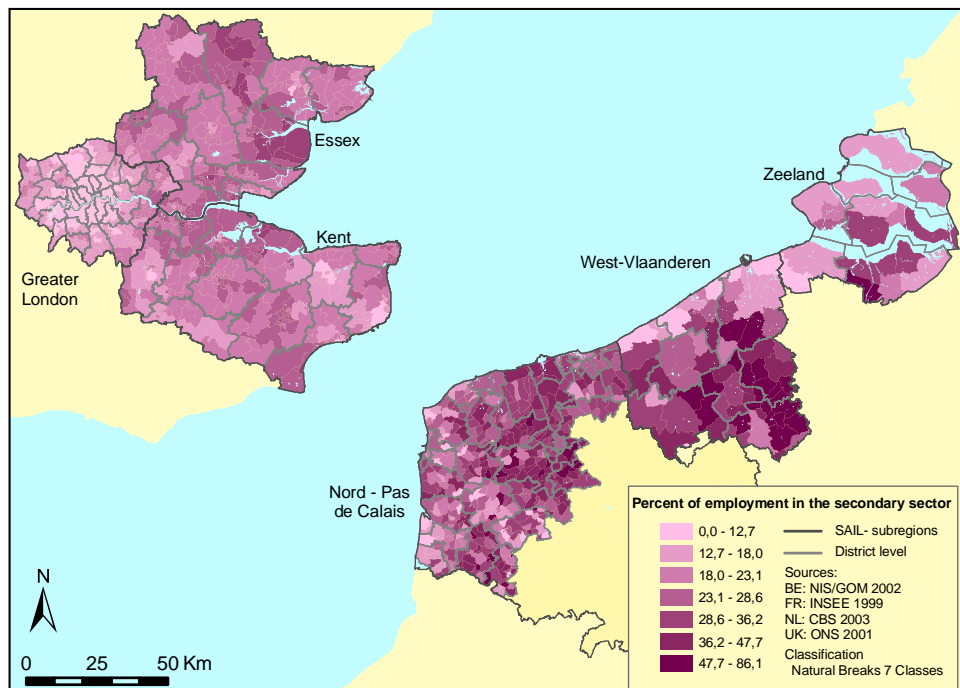 Essex
Zeeland
Kent
West-Vlaanderen
Greater
London
Nord - Pas
de Calais
N
0 25 50 Km
Percent of employment in the secondary sector
0,0 - 12,7
12,7 - 18,0
18,0 - 23,1
23,1 - 28,6
28,6 - 36,2
36,2 - 47,7
47,7 - 86,1
SAIL- subregions
District level
Sources:
BE: NIS/GOM 2002
FR: INSEE 1999
NL: CBS 2003
UK: ONS 2001
Classification
Natural Breaks 7 Classes